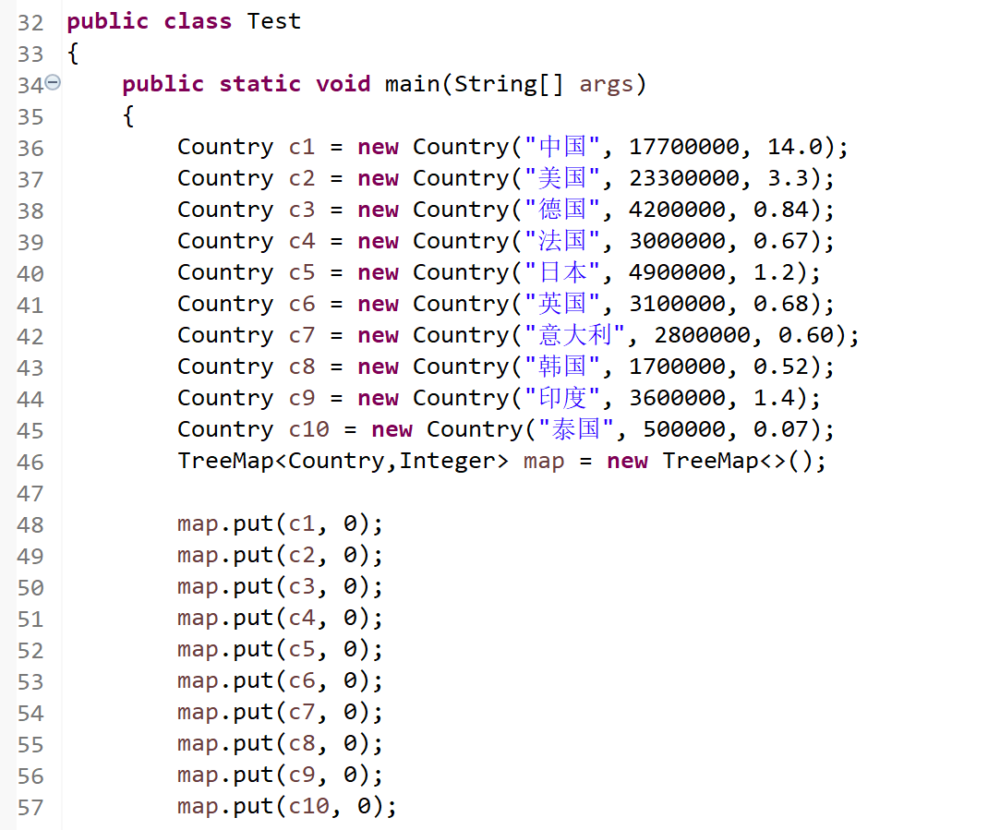 32 public class Test
33 {
34 public static void main(String[] args)
35 {
36 Country c1 = new Country("中国", 17700000, 14.0);
37 Country c2 = new Country("美国", 23300000, 3.3);
38 Country c3 = new Country("德国", 4200000, 0.84);
39 Country c4 = new Country("法国", 3000000, 0.67);
40 Country c5 = new Country("日本", 4900000, 1.2);
41 Country c6 = new Country("英国", 3100000, 0.68);
42 Country c7 = new Country("意大利", 2800000, 0.60);
43 Country c8 = new Country("韩国", 1700000, 0.52);
44 Country c9 = new Country("印度", 3600000, 1.4);
45 Country c10 = new Country("泰国", 500000, 0.07);
46 TreeMap<Country,Integer> map = new TreeMap<>();
47
48 map.put(c1, 0);
49 map.put(c2, 0);
50 map.put(c3, 0);
51 map.put(c4, 0);
52 map.put(c5, 0);
53 map.put(c6, 0);
54 map.put(c7, 0);
55 map.put(c8, 0);
56 map.put(c9, 0);
57 map.put(c10, 0);